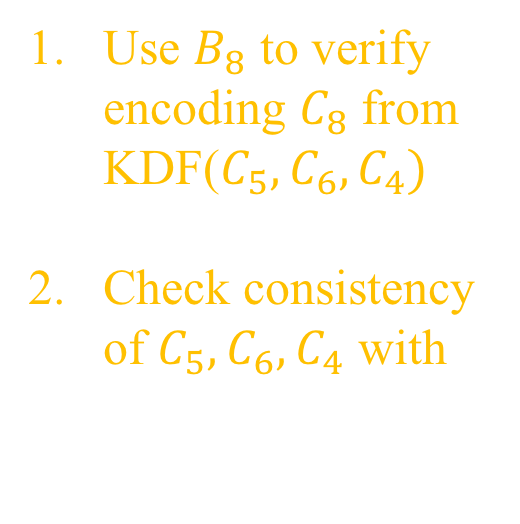 1. Use B₈ to verify
encoding C₈ from
KDF(C₅, C₆, C₄)
2. Check consistency
of C₅, C₆, C₄ with